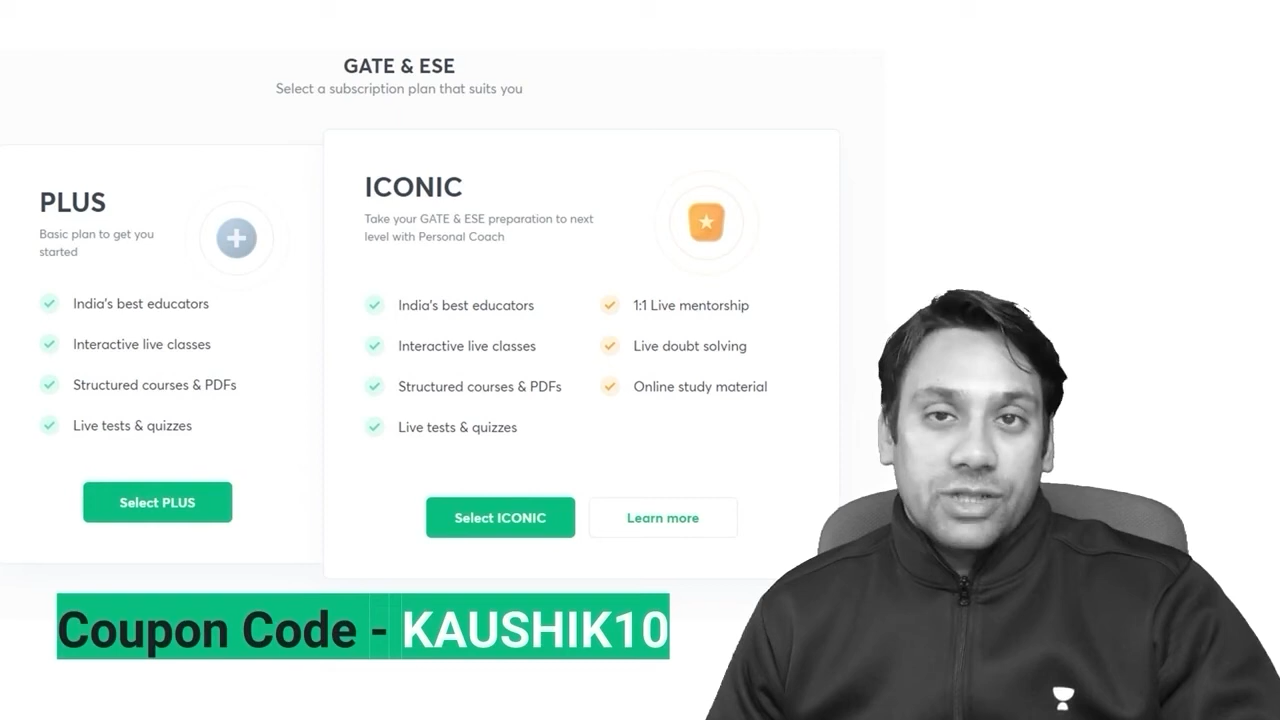 GATE & ESE
Select a subscription plan that suits you
PLUS
Basic plan to get you
started
India's best educators
Interactive live classes
Structured courses & PDFs
Live tests & quizzes
Select PLUS
ICONIC
Take your GATE & ESE preparation to next
level with Personal Coach
India's best educators
Interactive live classes
Structured courses & PDFs
Live tests & quizzes
1:1 Live mentorship
Live doubt solving
Online study material
Select ICONIC
Learn more
Coupon Code - KAUSHIK10